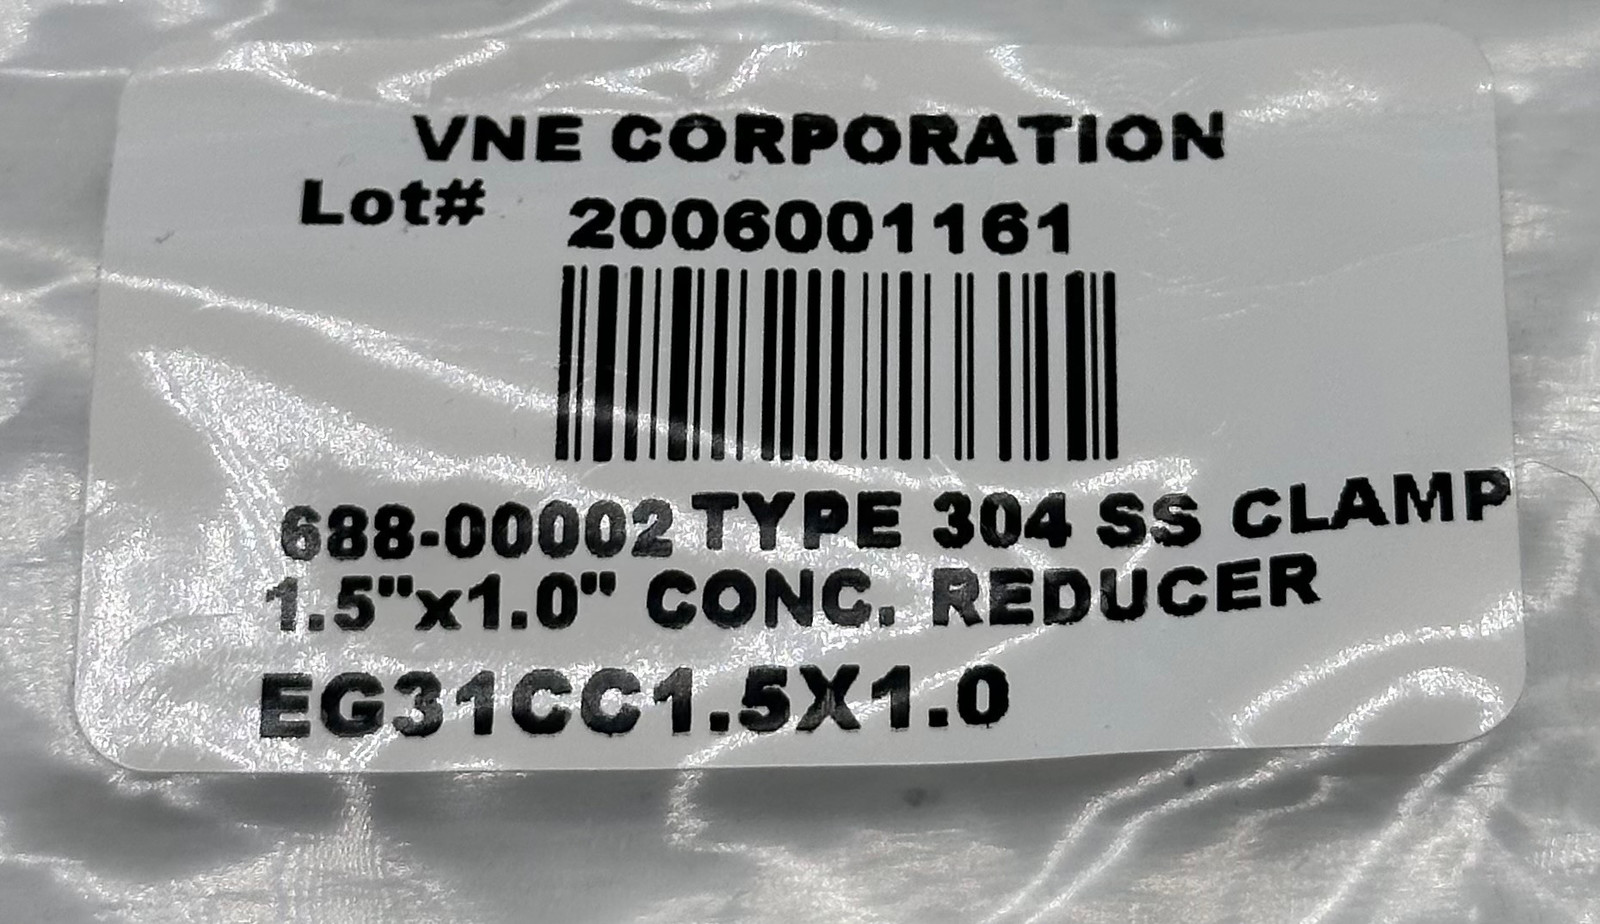 VNE CORPORATION
Lot# 2006001161
688-00002 TYPE 304 SS CLAMP
1.5"x1.0" CONC. REDUCER
EG31CC1.5X1.0